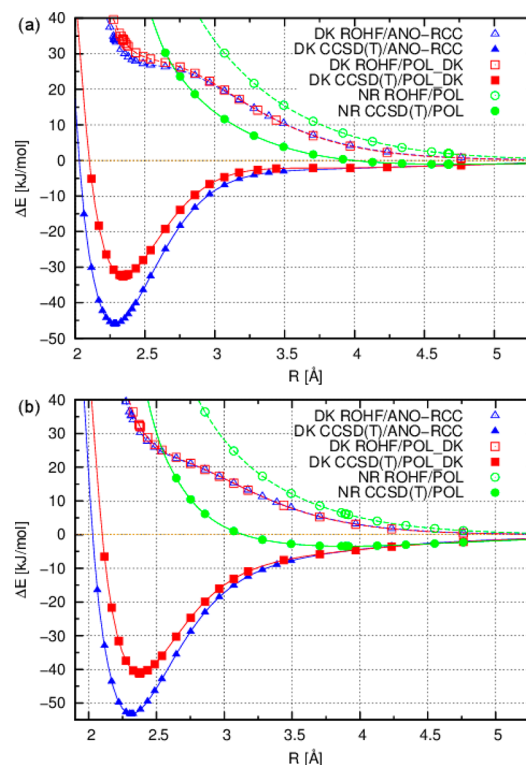 (a)
DK ROHF/ANO−RCC
DK CCSD(T)/ANO−RCC
DK ROHF/POL_DK
DK CCSD(T)/POL_DK
NR ROHF/POL
NR CCSD(T)/POL
ΔE [kJ/mol]
40
30
20
10
0
−10
−20
−30
−40
−50
2 2.5 3 3.5 4 4.5 5
R [Å]
(b)
DK ROHF/ANO−RCC
DK CCSD(T)/ANO−RCC
DK ROHF/POL_DK
DK CCSD(T)/POL_DK
NR ROHF/POL
NR CCSD(T)/POL
ΔE [kJ/mol]
40
30
20
10
0
−10
−20
−30
−40
−50
2 2.5 3 3.5 4 4.5 5
R [Å]